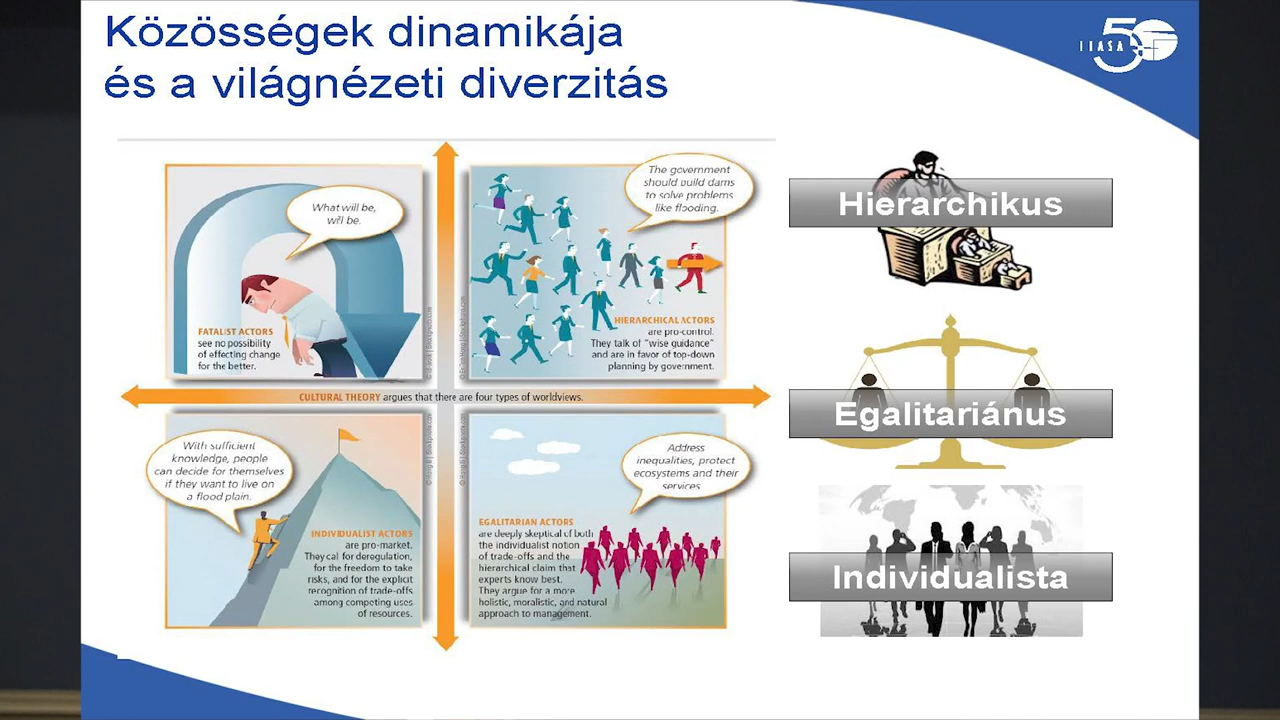 Közösségek dinamikája
és a világnézeti diverzitás
IIASA 50
What will be,
will be.
FATALIST ACTORS
see no possibility
of effecting change
for the better.
The government
should build dams
to solve problems
like flooding.
HIERARCHICAL ACTORS
are pro-control.
They talk of "wise guidance"
and are in favor of top-down
planning by government.
CULTURAL THEORY argues that there are four types of worldviews.
With sufficient
knowledge, people
can decide for themselves
if they want to live on
a flood plain.
INDIVIDUALIST ACTORS
are pro-market.
They call for deregulation,
for the freedom to take
risks, and for the explicit
recognition of trade-offs
among competing uses
of resources.
Address
inequalities, protect
ecosystems and their
services
EGALITARIAN ACTORS
are deeply skeptical of both
the individualist notion
of trade-offs and the
hierarchical claim that
experts know best.
They argue for a more
holistic, moralistic, and natural
approach to management.
Hierarchikus
Egalitariánus
Individualista